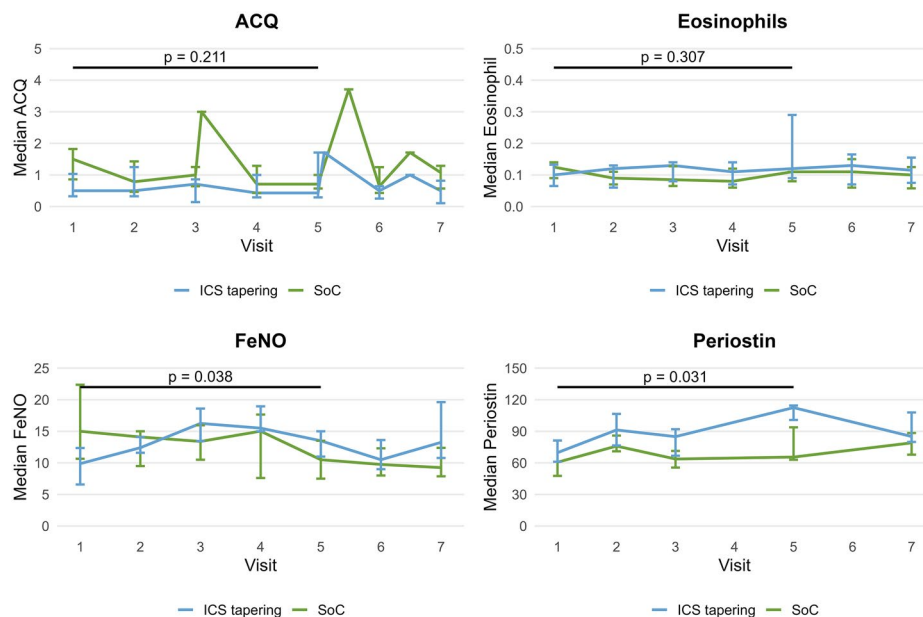 ACQ
p = 0.211
Median ACQ
5
4
3
2
1
0
1 2 3 4 5 6 7
Visit
ICS tapering SoC
Eosinophils
p = 0.307
Median Eosinophil
0.5
0.4
0.3
0.2
0.1
0.0
1 2 3 4 5 6 7
Visit
ICS tapering SoC
FeNO
p = 0.038
Median FeNO
25
20
15
10
5
0
1 2 3 4 5 6 7
Visit
ICS tapering SoC
Periostin
p = 0.031
Median Periostin
150
120
90
60
30
0
1 2 3 4 5 6 7
Visit
ICS tapering SoC